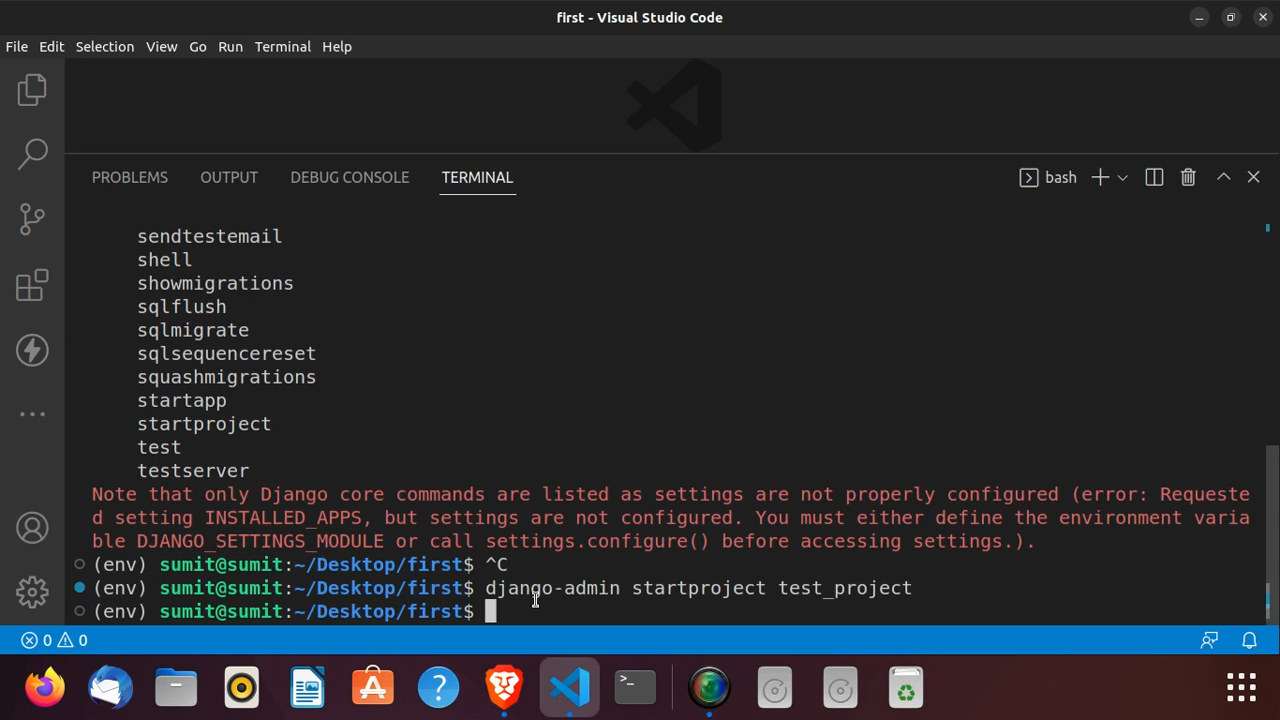 first - Visual Studio Code
File Edit Selection View Go Run Terminal Help
PROBLEMS OUTPUT DEBUG CONSOLE TERMINAL bash
sendtestemail
shell
showmigrations
sqlflush
sqlmigrate
sqlsequencereset
squashmigrations
startapp
startproject
test
testserver
Note that only Django core commands are listed as settings are not properly configured (error: Requeste
d setting INSTALLED_APPS, but settings are not configured. You must either define the environment varia
ble DJANGO_SETTINGS_MODULE or call settings.configure() before accessing settings.).
(env) sumit@sumit:~/Desktop/first$ ^C
(env) sumit@sumit:~/Desktop/first$ django-admin startproject test_project
(env) sumit@sumit:~/Desktop/first$
0 0